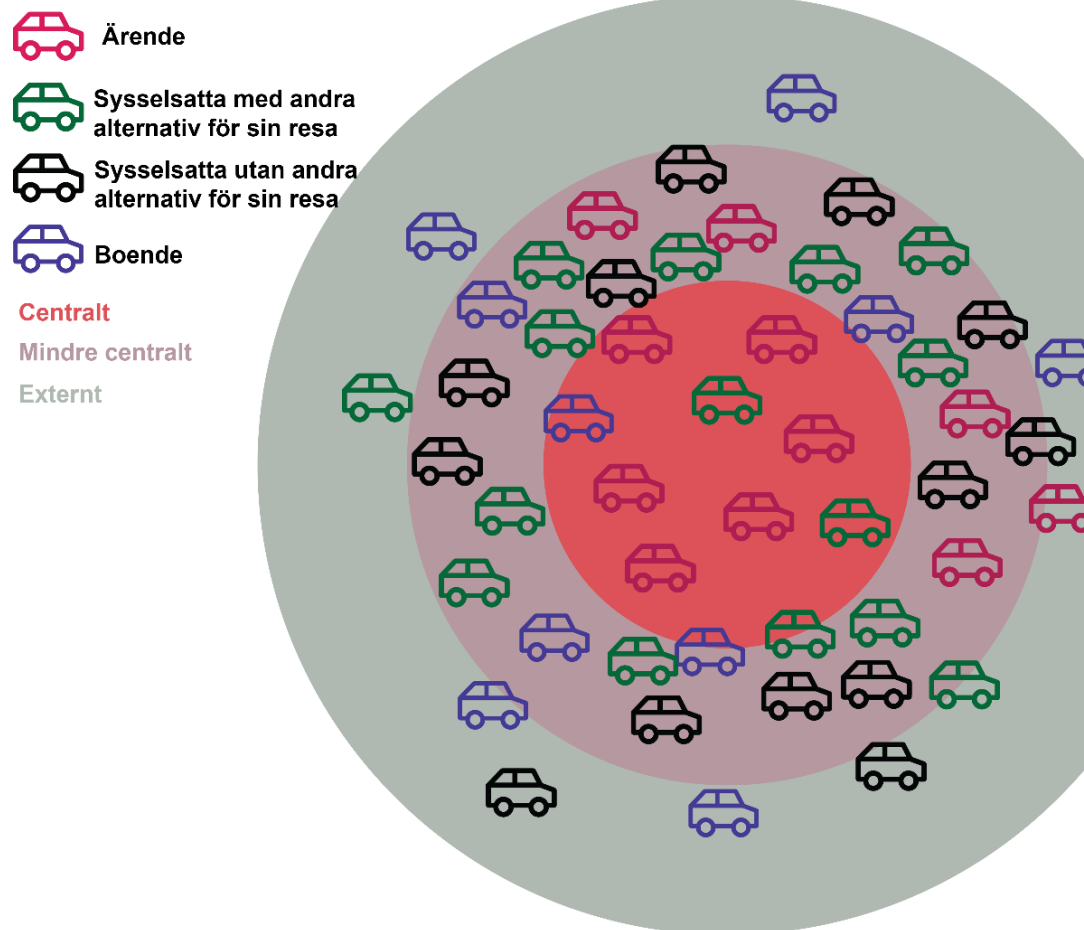 Ärende
Sysselsatta med andra
alternativ för sin resa
Sysselsatta utan andra
alternativ för sin resa
Boende
Centralt
Mindre centralt
Externt